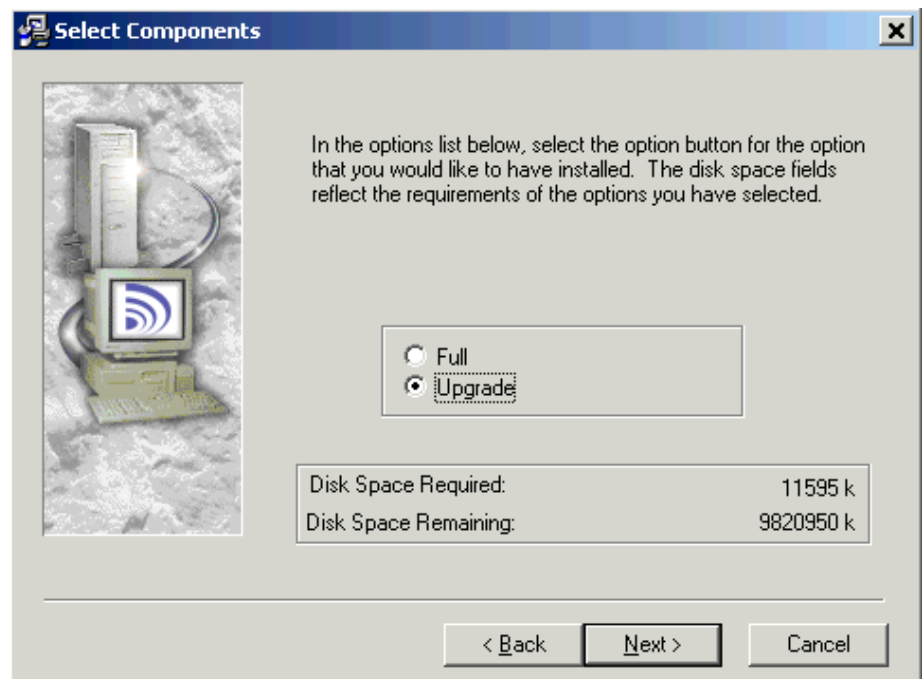 Select Components
In the options list below, select the option button for the option
that you would like to have installed.  The disk space fields
reflect the requirements of the options you have selected.
Full
Upgrade
Disk Space Required: 11595 k
Disk Space Remaining: 9820950 k
< Back Next > Cancel